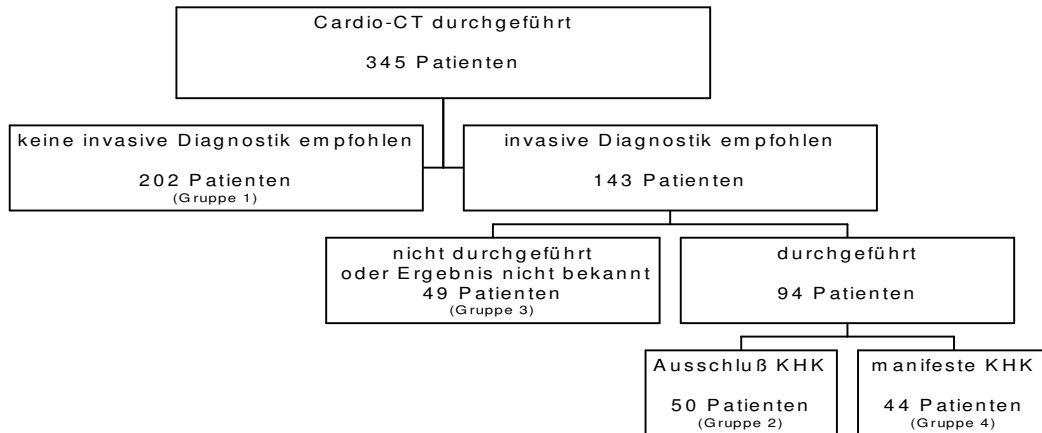 Cardio-CT durchgeführt
345 Patienten
keine invasive Diagnostik empfohlen
202 Patienten
(Gruppe 1)
invasive Diagnostik empfohlen
143 Patienten
nicht durchgeführt
oder Ergebnis nicht bekannt
49 Patienten
(Gruppe 3)
durchgeführt
94 Patienten
Ausschluß KHK
50 Patienten
(Gruppe 2)
manifeste KHK
44 Patienten
(Gruppe 4)